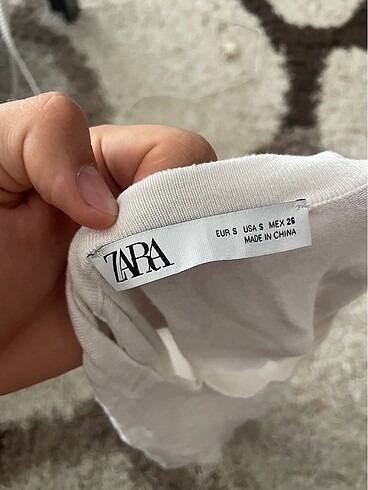 ZARA
EUR S USA S MEX 26
MADE IN CHINA